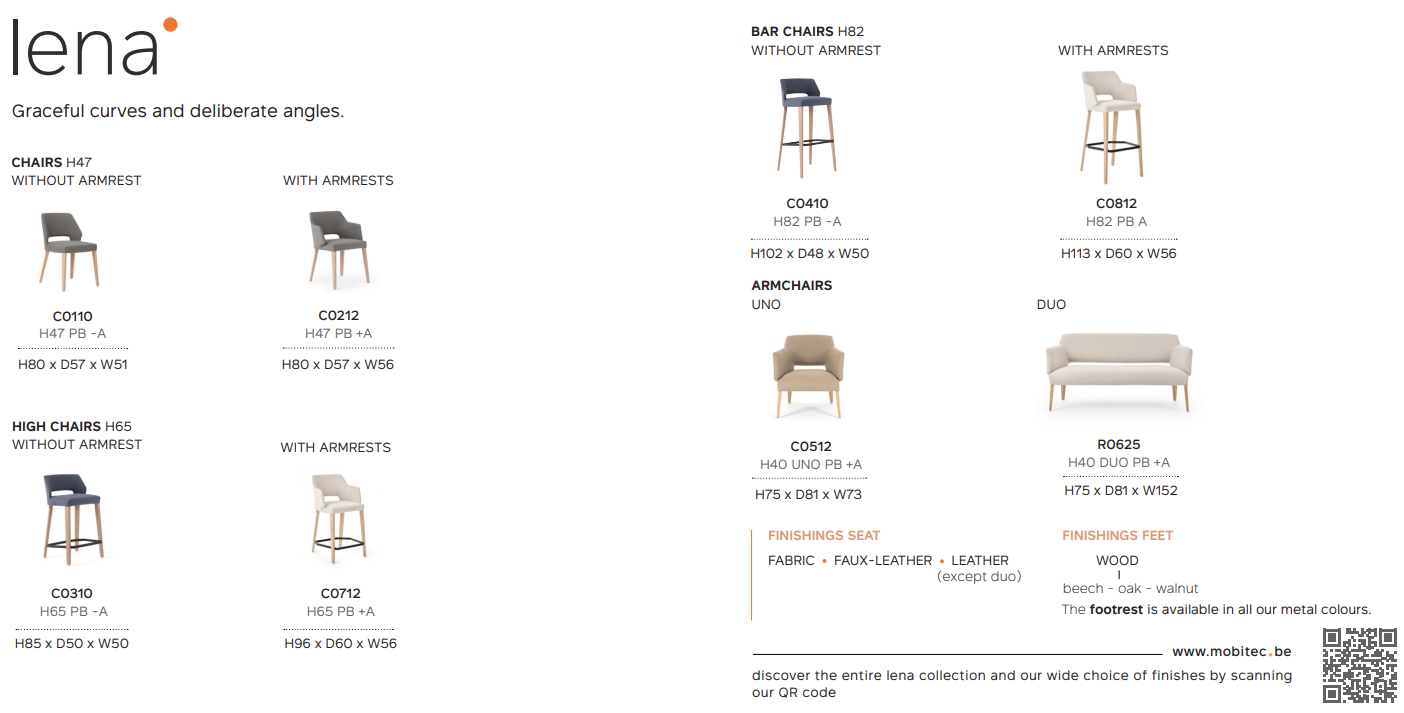 lena
Graceful curves and deliberate angles.
CHAIRS H47
WITHOUT ARMREST
WITH ARMRESTS
C0110
H47 PB -A
H80 x D57 x W51
C0212
H47 PB +A
H80 x D57 x W56
HIGH CHAIRS H65
WITHOUT ARMREST
WITH ARMRESTS
C0310
H65 PB -A
H85 x D50 x W50
C0712
H65 PB +A
H96 x D60 x W56
BAR CHAIRS H82
WITHOUT ARMREST
WITH ARMRESTS
C0410
H82 PB -A
H102 x D48 x W50
C0812
H82 PB A
H113 x D60 x W56
ARMCHAIRS
UNO
DUO
C0512
H40 UNO PB +A
H75 x D81 x W73
R0625
H40 DUO PB +A
H75 x D81 x W152
FINISHINGS SEAT
FABRIC • FAUX-LEATHER • LEATHER
(except duo)
FINISHINGS FEET
WOOD
beech - oak - walnut
The footrest is available in all our metal colours.
www.mobitec.be
discover the entire lena collection and our wide choice of finishes by scanning
our QR code